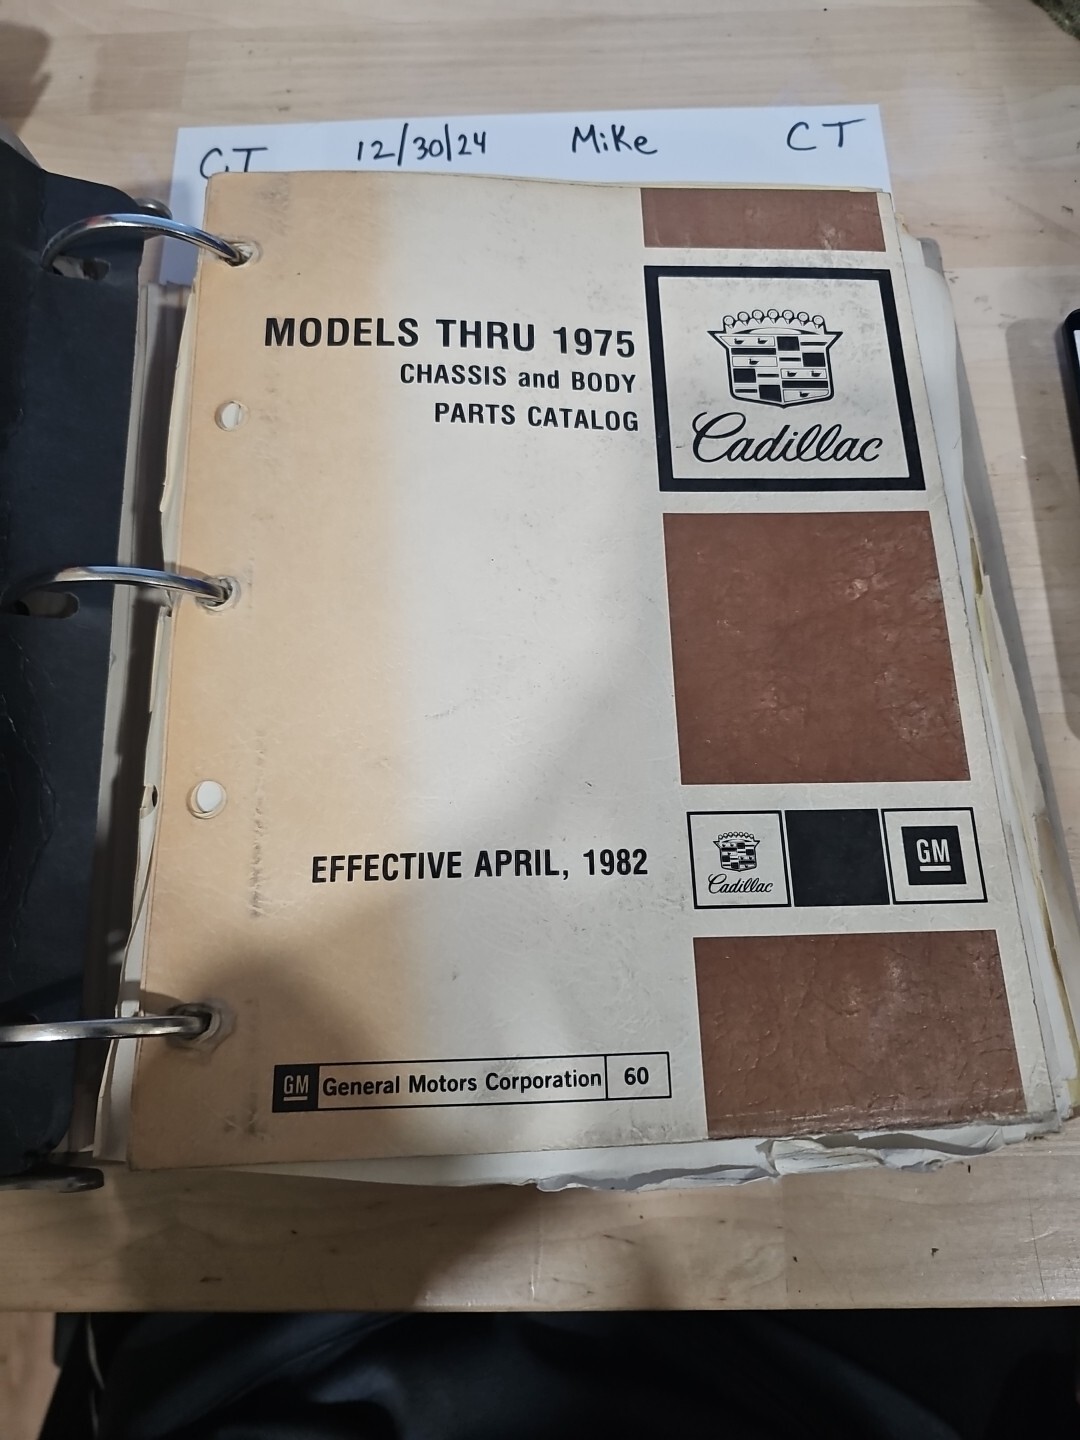 CT 12/30/24 Mike CT
MODELS THRU 1975
CHASSIS and BODY
PARTS CATALOG
Cadillac
EFFECTIVE APRIL, 1982
Cadillac
GM
GM General Motors Corporation 60